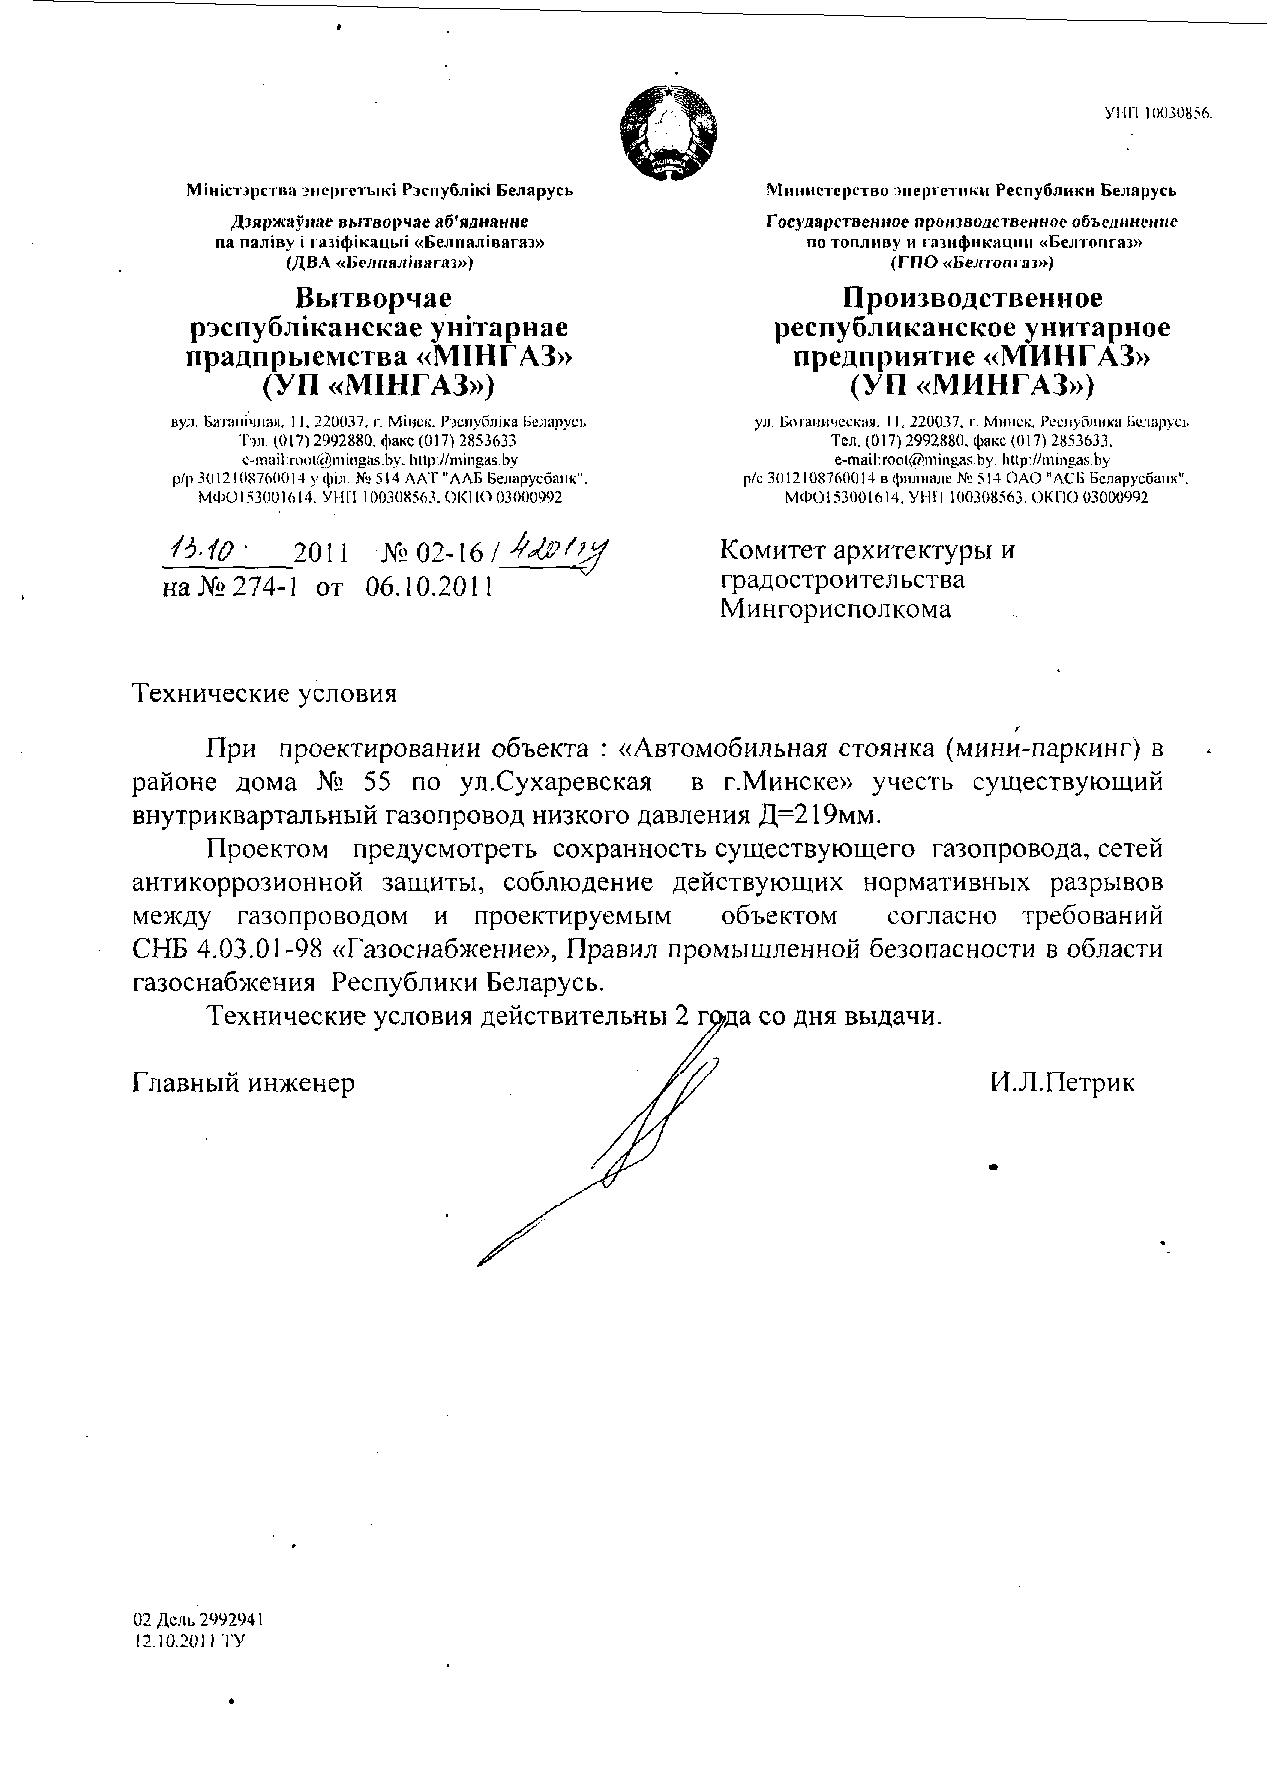 УНП 10030856.
Міністэрства энергетыкі Рэспублікі Беларусь
Дзяржаўнае вытворчае аб'яднанне
па паліву і газіфікацыі «Белпалівагаз»
(ДВА «Белпалівагаз»)
Вытворчае
рэспубліканскае унітарнае
прадпрыемства «МІНГАЗ»
(УП «МІНГАЗ»)
вул. Батанічная, 11, 220037, г. Мінск, Рэспубліка Беларусь
Тэл. (017) 2992880, факс (017) 2853633
e-mail:root@mingas.by, http://mingas.by
р/р 3012108760014 у філ. № 514 ААТ "ААБ Беларусбанк",
МФО153001614, УНП 100308563, ОКПО 03000992
Министерство энергетики Республики Беларусь
Государственное производственное объединение
по топливу и газификации «Белтопгаз»
(ГПО «Белтопгаз»)
Производственное
республиканское унитарное
предприятие «МИНГАЗ»
(УП «МИНГАЗ»)
ул. Ботаническая, 11, 220037, г. Минск, Республика Беларусь
Тел. (017) 2992880, факс (017) 2853633,
e-mail:root@mingas.by, http://mingas.by
р/с 3012108760014 в филиале № 514 ОАО "АСБ Беларусбанк",
МФО153001614, УНП 100308563, ОКПО 03000992
13.10. 2011 № 02-16 /
на № 274-1 от 06.10.2011
Комитет архитектуры и
градостроительства
Мингорисполкома
Технические условия
При проектировании объекта : «Автомобильная стоянка (мини-паркинг) в
районе дома № 55 по ул.Сухаревская в г.Минске» учесть существующий
внутриквартальный газопровод низкого давления Д=219мм.
Проектом предусмотреть сохранность существующего газопровода, сетей
антикоррозионной защиты, соблюдение действующих нормативных разрывов
между газопроводом и проектируемым объектом согласно требований
СНБ 4.03.01-98 «Газоснабжение», Правил промышленной безопасности в области
газоснабжения Республики Беларусь.
Технические условия действительны 2 года со дня выдачи.
Главный инженер
И.Л.Петрик
02 Дель 2992941
12.10.2011 ТУ